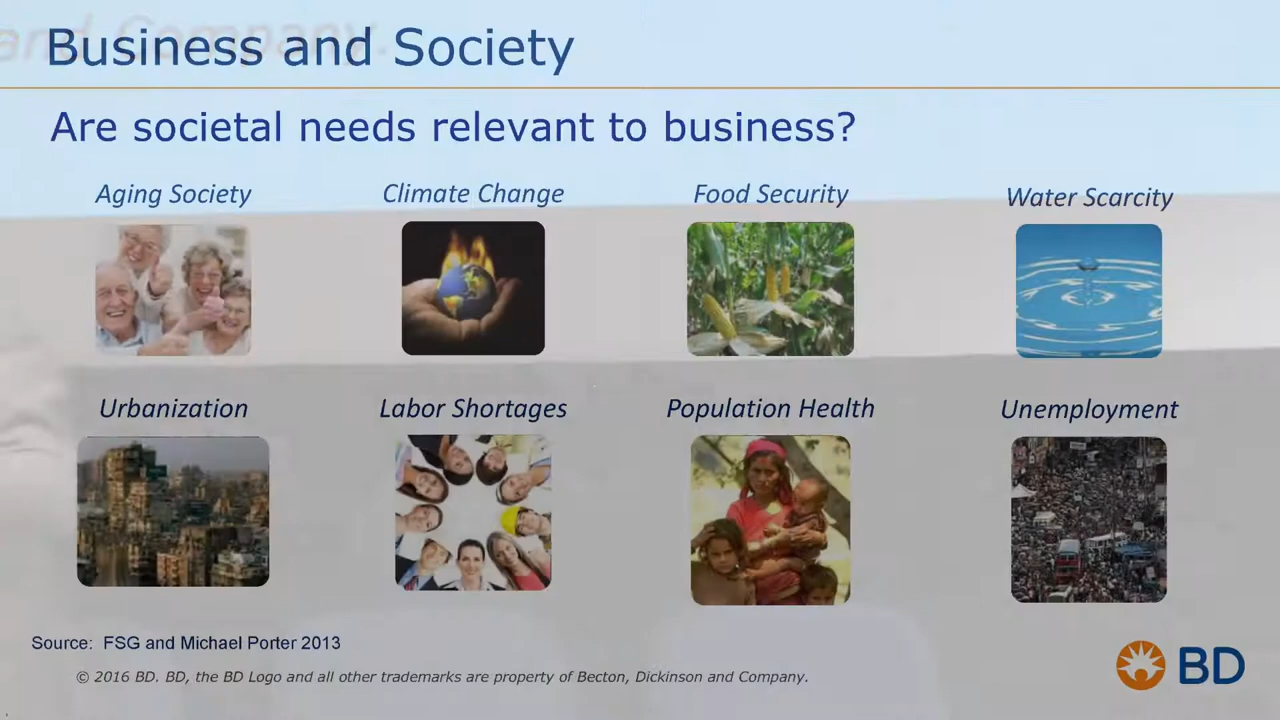 Business and Society
and Company.
Are societal needs relevant to business?
Aging Society
Climate Change
Food Security
Water Scarcity
Urbanization
Labor Shortages
Population Health
Unemployment
Source: FSG and Michael Porter 2013
© 2016 BD. BD, the BD Logo and all other trademarks are property of Becton, Dickinson and Company.
BD